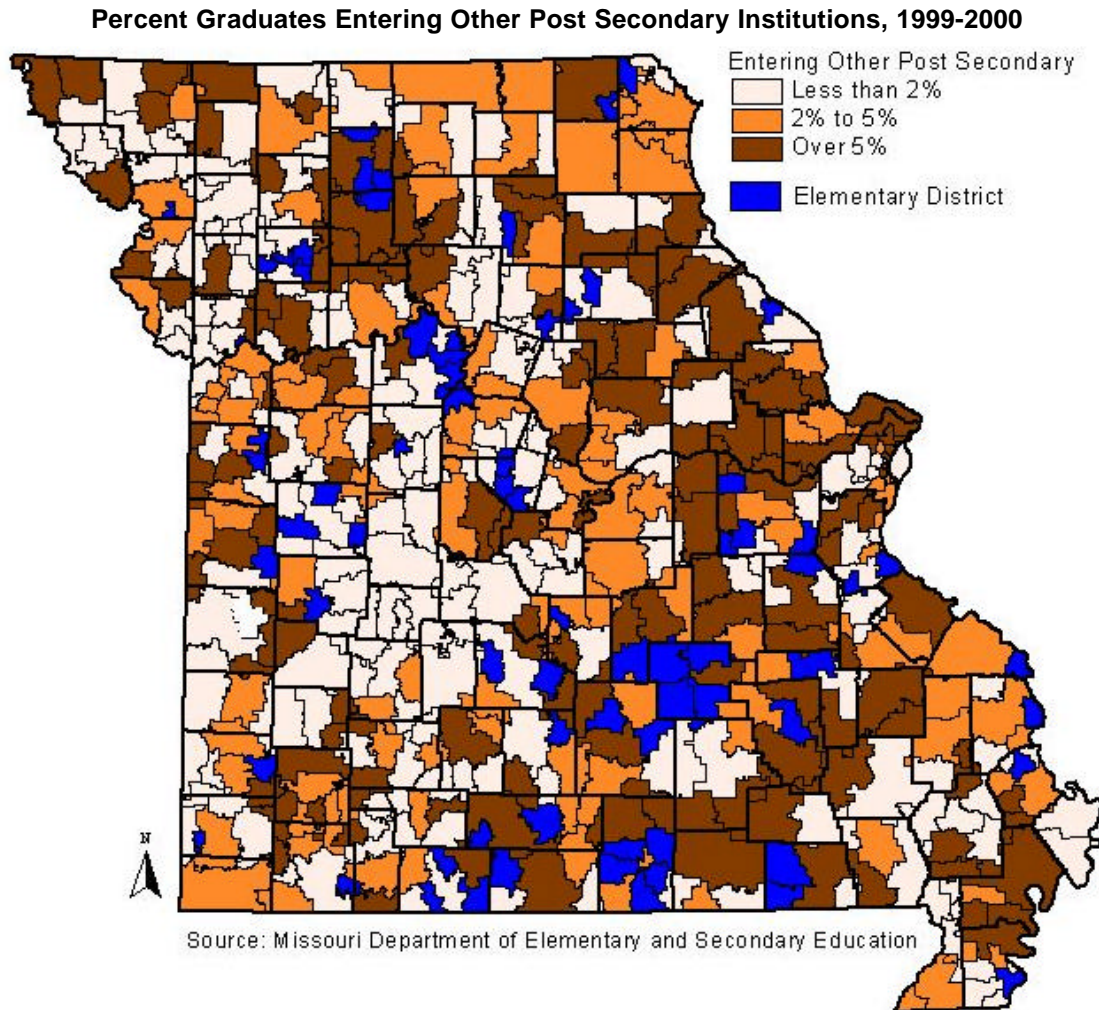 Percent Graduates Entering Other Post Secondary Institutions, 1999-2000
Entering Other Post Secondary
Less than 2%
2% to 5%
Over 5%
Elementary District
N
Source: Missouri Department of Elementary and Secondary Education